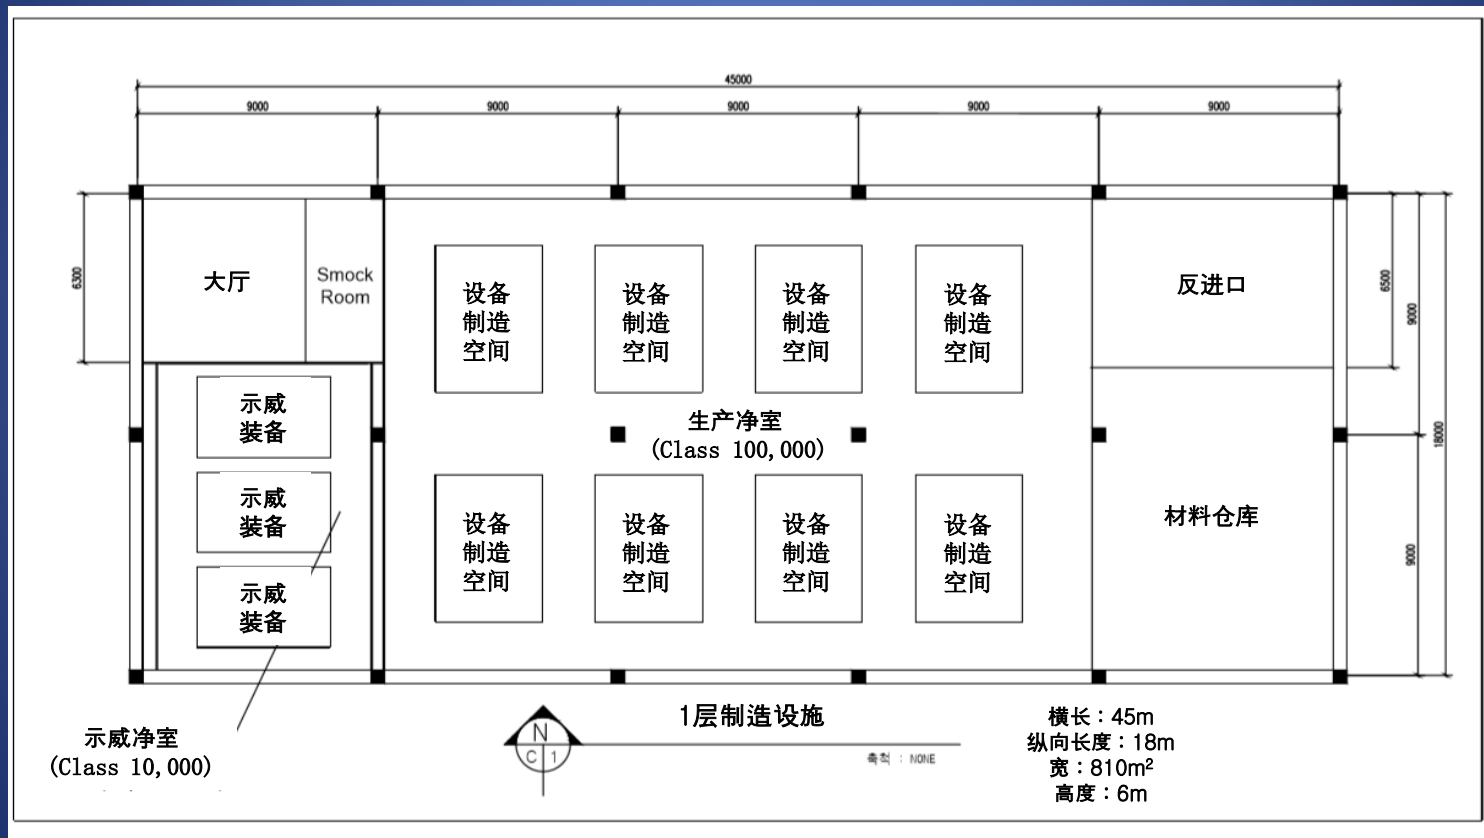 45000
9000
9000
9000
9000
9000
6300
大厅
Smock
Room
反进口
6500
9000
18000
9000
设备
制造
空间
设备
制造
空间
设备
制造
空间
设备
制造
空间
示威
装备
示威
装备
示威
装备
生产净室
(Class 100,000)
设备
制造
空间
设备
制造
空间
设备
制造
空间
设备
制造
空间
材料仓库
示威净室
(Class 10,000)
N
C 1
1层制造设施
축척 : NONE
横长：45m
纵向长度：18m
宽：810m²
高度：6m